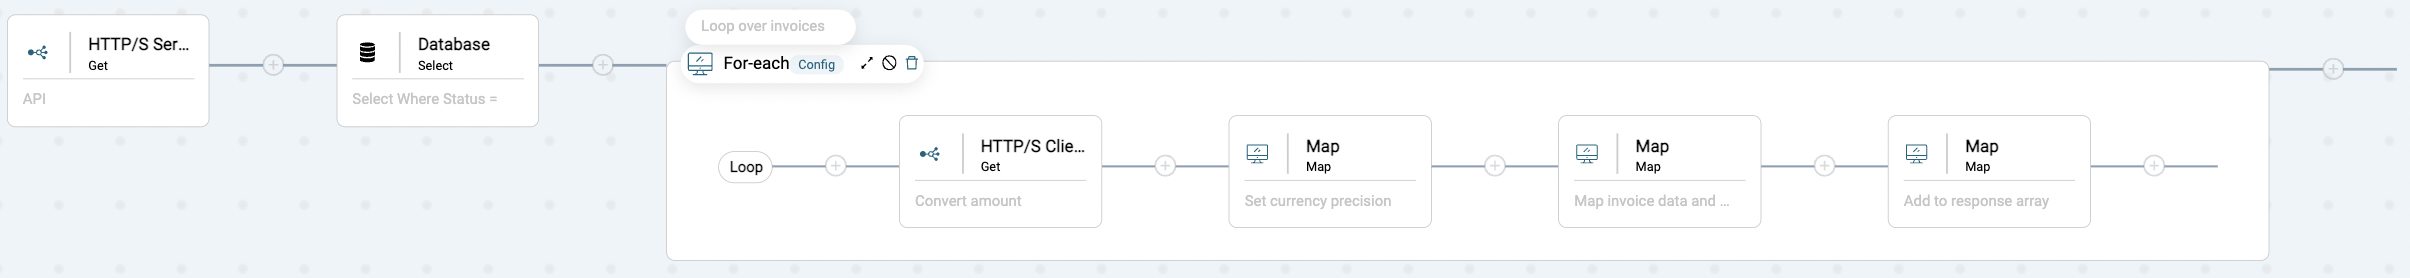 HTTP/S Ser...
Get
API
Database
Select
Select Where Status =
Loop over invoices
For-each
Config
Loop
HTTP/S Clie...
Get
Convert amount
Map
Map
Set currency precision
Map
Map
Map invoice data and ...
Map
Map
Add to response array